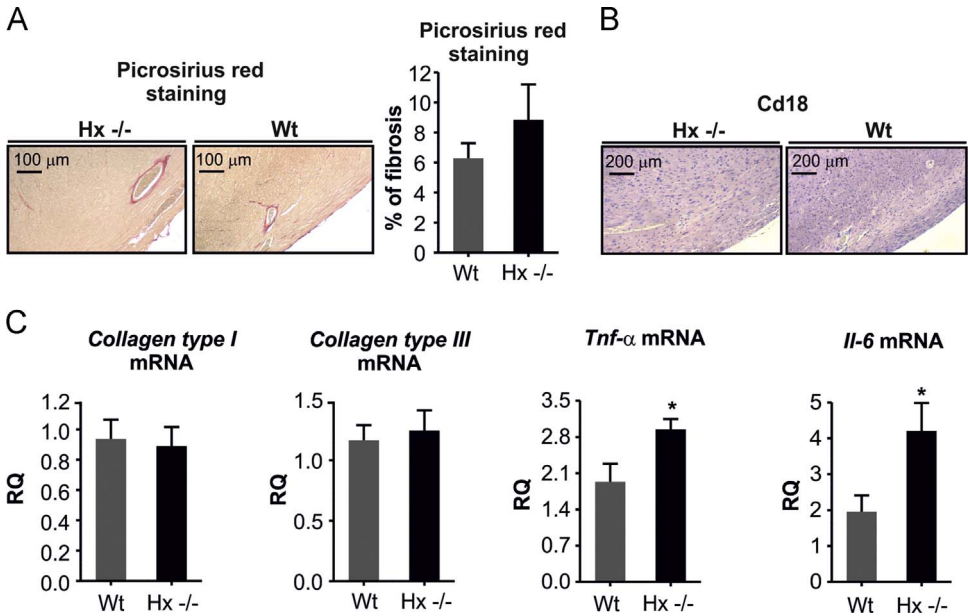 A
Picrosirius red
staining
Hx -/-
Wt
100 μm
100 μm
Picrosirius red
staining
% of fibrosis
12
10
8
6
4
2
0
Wt
Hx -/-
B
Cd18
Hx -/-
Wt
200 μm
200 μm
C
Collagen type I
mRNA
RQ
1.2
1.0
0.8
0.6
0.4
0.2
0.0
Wt
Hx -/-
Collagen type III
mRNA
RQ
1.5
1.0
0.5
0.0
Wt
Hx -/-
Tnf-α mRNA
RQ
3.5
2.8
2.1
1.4
0.7
0.0
*
Wt
Hx -/-
Il-6 mRNA
RQ
5
4
3
2
1
0
*
Wt
Hx -/-